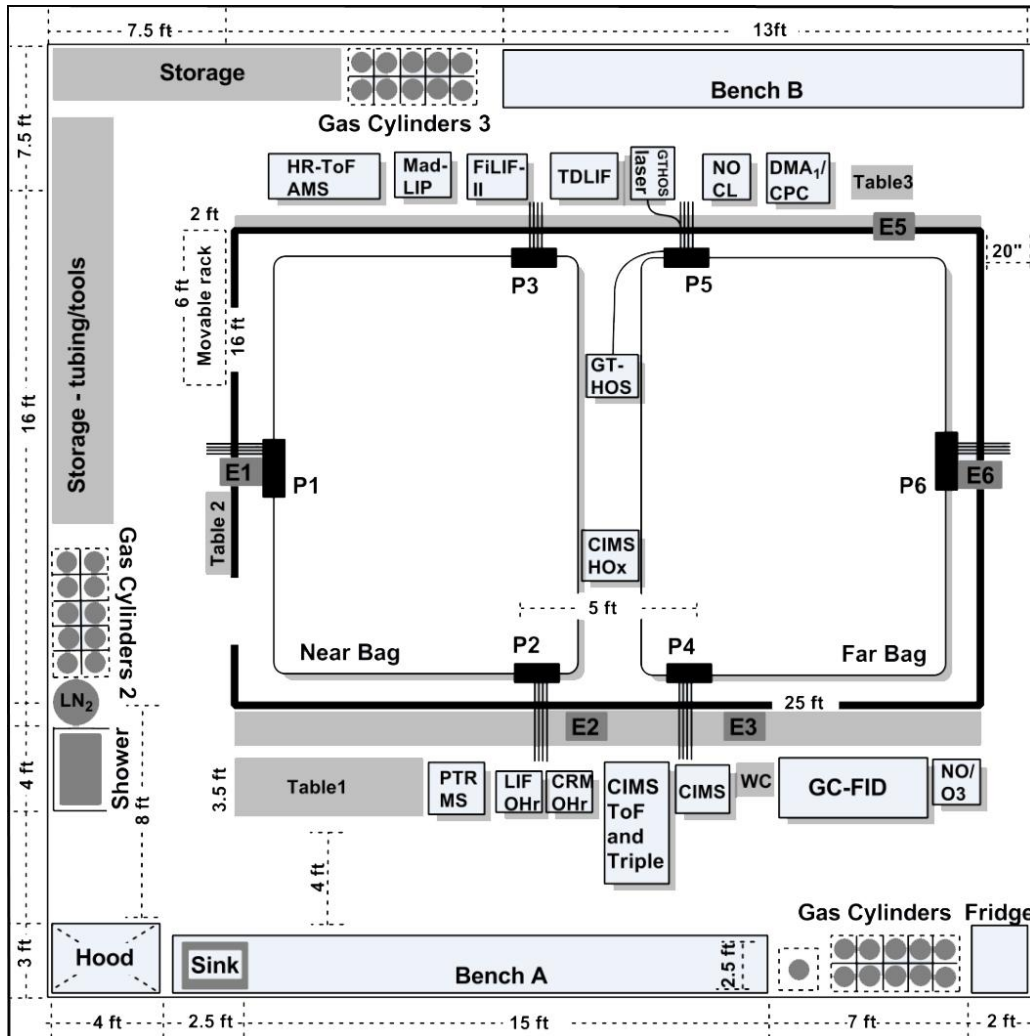 7.5 ft
13ft
Storage
Bench B
Gas Cylinders 3
7.5 ft
HR-ToF
AMS
Mad-
LIP
FiLIF-
II
TDLIF
GTHOS
laser
NO
CL
DMA1/
CPC
Table3
2 ft
E5
20"
P3
P5
6 ft
Movable rack
16 ft
Storage - tubing/tools
16 ft
GT-
HOS
E1
P1
P6
E6
Table 2
Gas Cylinders 2
CIMS
HOx
5 ft
P2
P4
Near Bag
Far Bag
LN2
25 ft
E2
E3
Shower
4 ft
8 ft
3.5 ft
Table1
PTR
MS
LIF
OHr
CRM
OHr
CIMS
ToF
and
Triple
CIMS
WC
GC-FID
NO/
O3
4 ft
Gas Cylinders
Fridge
3 ft
Hood
Sink
Bench A
2.5 ft
4 ft
2.5 ft
15 ft
7 ft
2 ft